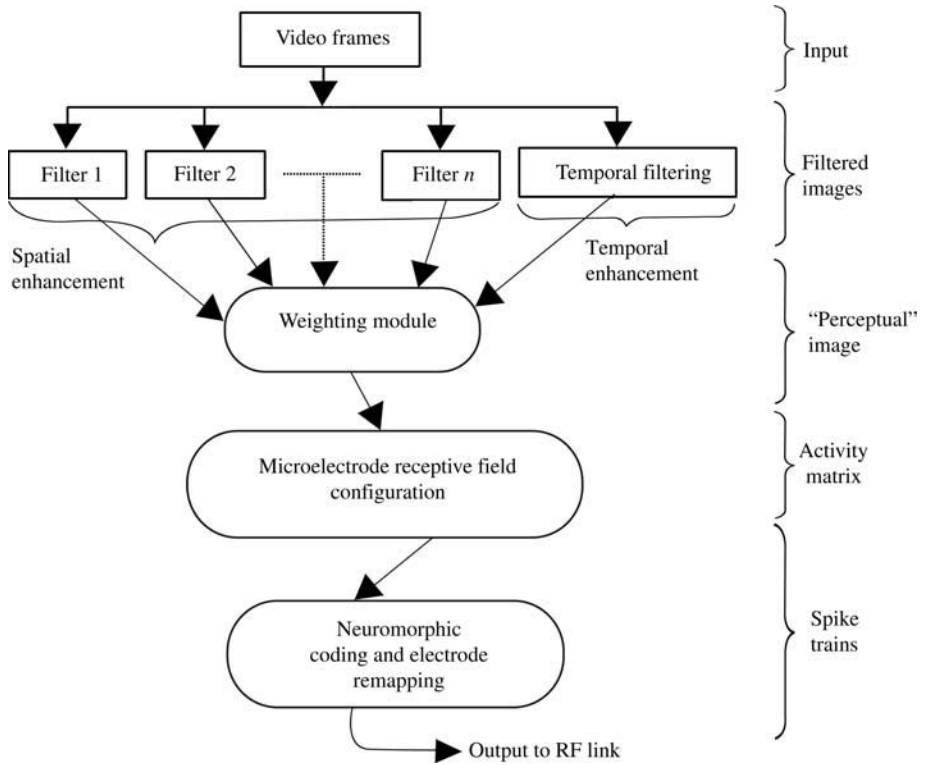 Video frames
Input
Filter 1
Filter 2
Filter n
Temporal filtering
Filtered
images
Spatial
enhancement
Temporal
enhancement
Weighting module
“Perceptual”
image
Microelectrode receptive field
configuration
Activity
matrix
Neuromorphic
coding and electrode
remapping
Spike
trains
Output to RF link